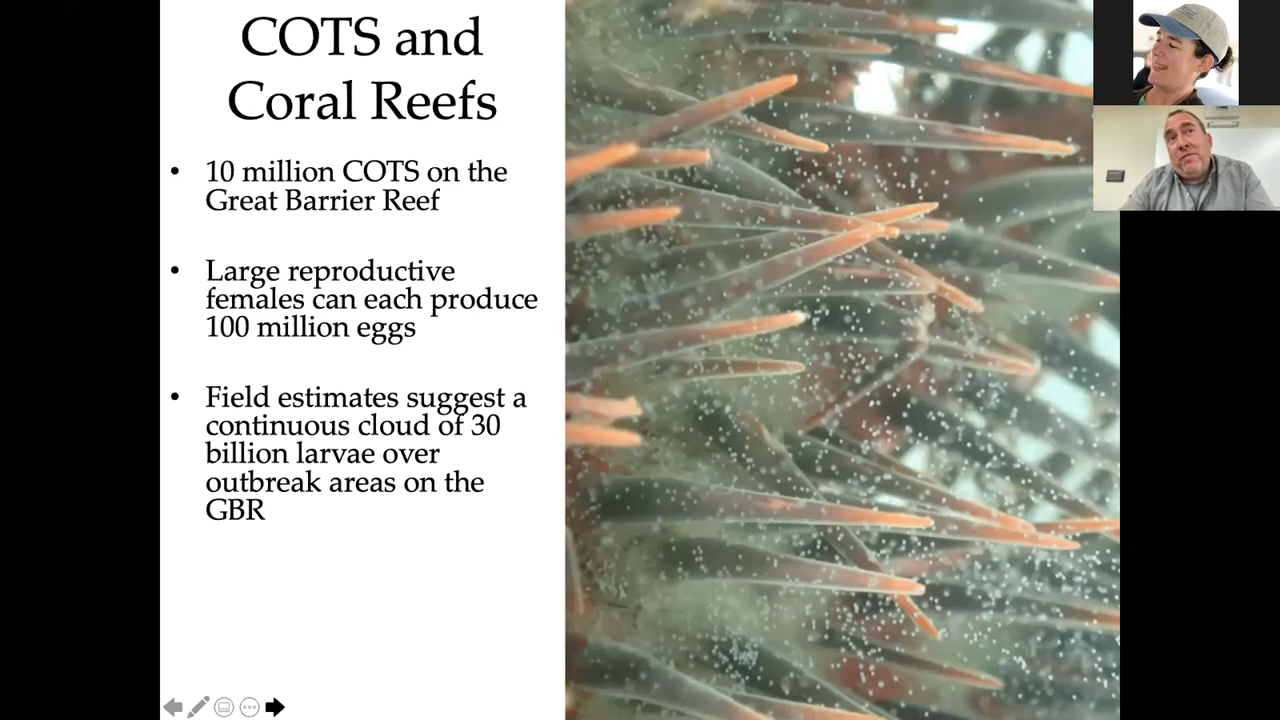 COTS and
Coral Reefs
• 10 million COTS on the
Great Barrier Reef
• Large reproductive
females can each produce
100 million eggs
• Field estimates suggest a
continuous cloud of 30
billion larvae over
outbreak areas on the
GBR